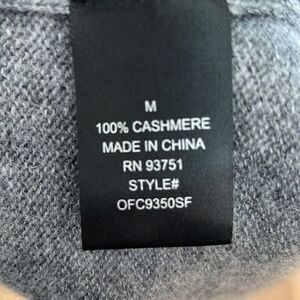 M
100% CASHMERE
MADE IN CHINA
RN 93751
STYLE#
OFC9350SF